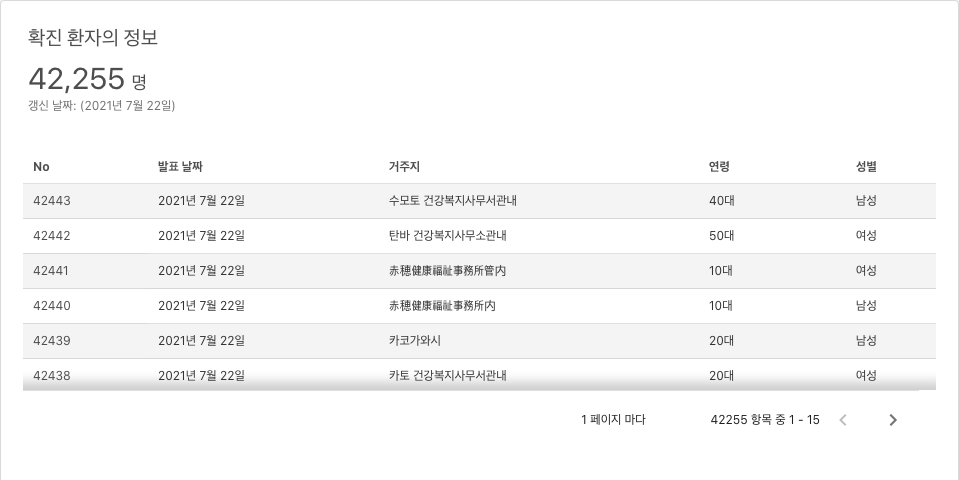 확진 환자의 정보
42,255 명
갱신 날짜: (2021년 7월 22일)
No 발표 날짜 거주지 연령 성별
42443 2021년 7월 22일 수모토 건강복지사무서관내 40대 남성
42442 2021년 7월 22일 탄바 건강복지사무소관내 50대 여성
42441 2021년 7월 22일 赤穂健康福祉事務所管内 10대 여성
42440 2021년 7월 22일 赤穂健康福祉事務所内 10대 남성
42439 2021년 7월 22일 카코가와시 20대 남성
42438 2021년 7월 22일 카토 건강복지사무서관내 20대 여성
1 페이지 마다 42255 항목 중 1 - 15